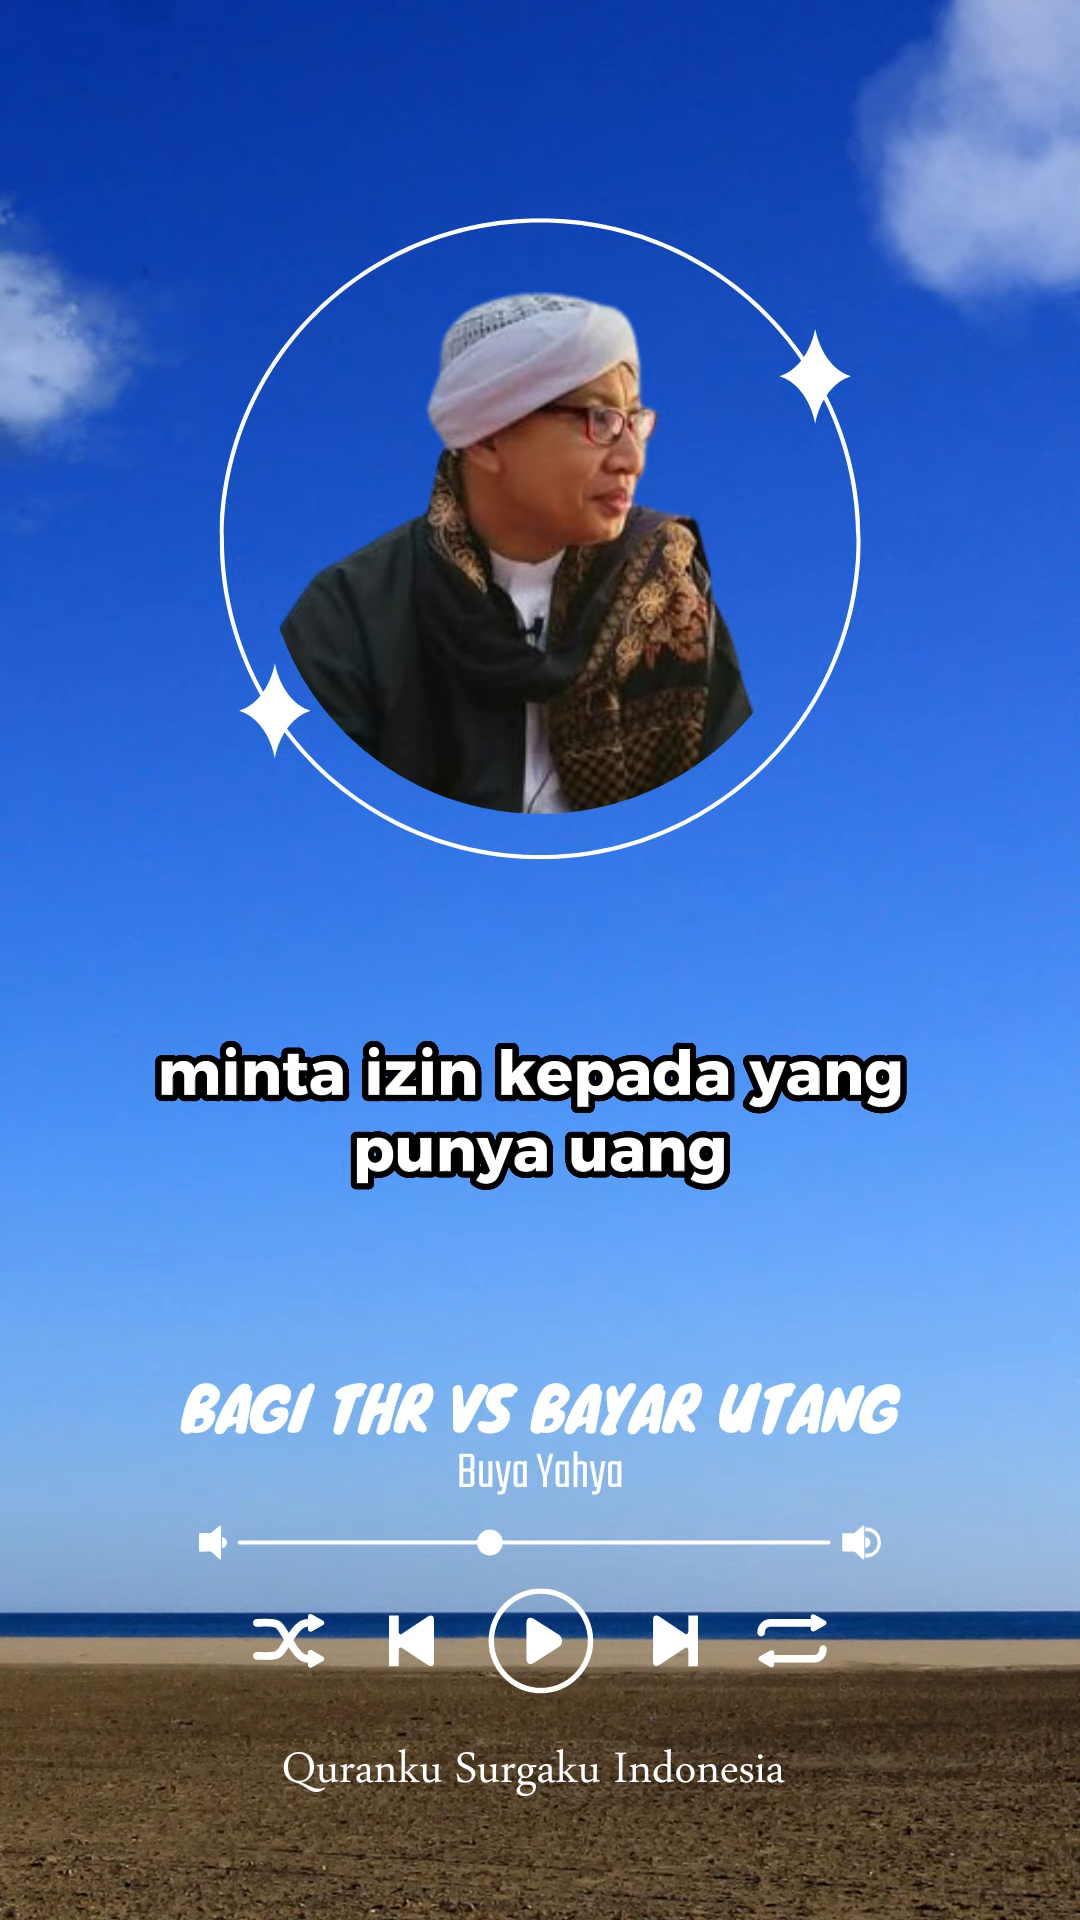 minta izin kepada yang
punya uang
BAGI THR VS BAYAR UTANG
Buya Yahya
Quranku Surgaku Indonesia